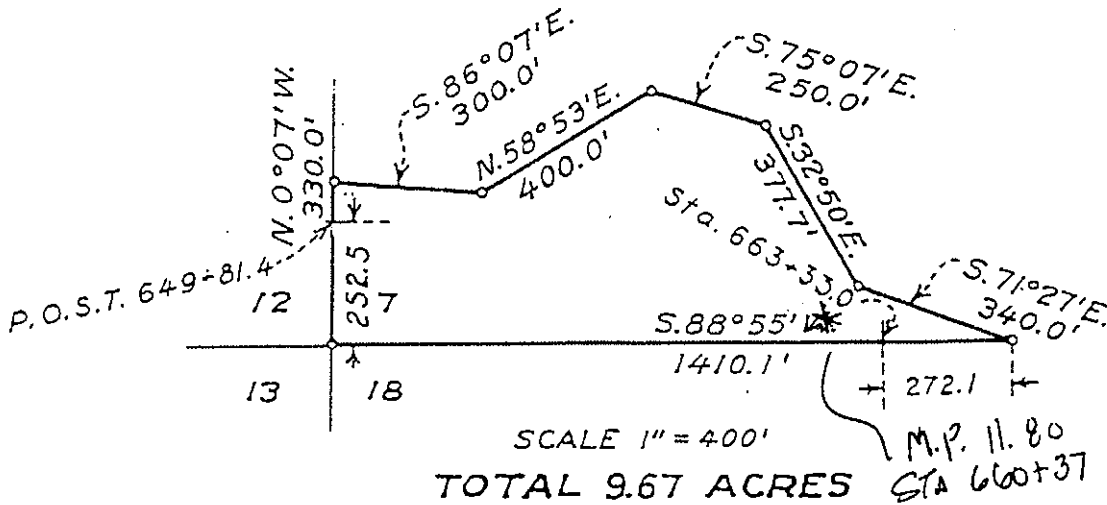 N.0°07'W.
330.0'
S.86°07'E.
300.0'
N.58°53'E.
400.0'
S.75°07'E.
250.0'
S.32°50'E.
377.7'
Sta. 663+33.0
S.71°27'E.
340.0'
P.O.S.T. 649+81.4
12
7
252.5
S.88°55'W.
1410.1'
272.1
13
18
SCALE 1" = 400'
TOTAL 9.67 ACRES
M.P. 11.80
STA 660+37